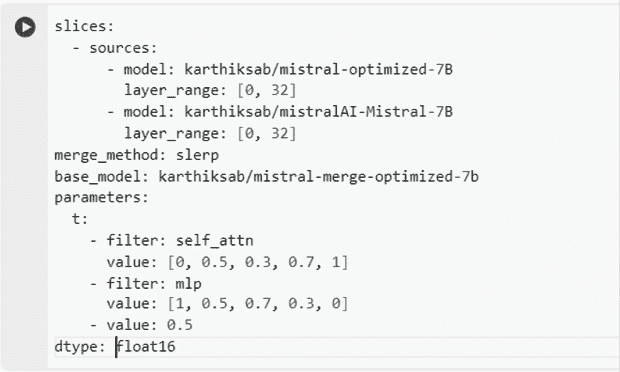 slices:
  - sources:
      - model: karthiksab/mistral-optimized-7B
        layer_range: [0, 32]
      - model: karthiksab/mistralAI-Mistral-7B
        layer_range: [0, 32]
merge_method: slerp
base_model: karthiksab/mistral-merge-optimized-7b
parameters:
  t:
    - filter: self_attn
      value: [0, 0.5, 0.3, 0.7, 1]
    - filter: mlp
      value: [1, 0.5, 0.7, 0.3, 0]
    - value: 0.5
dtype: float16